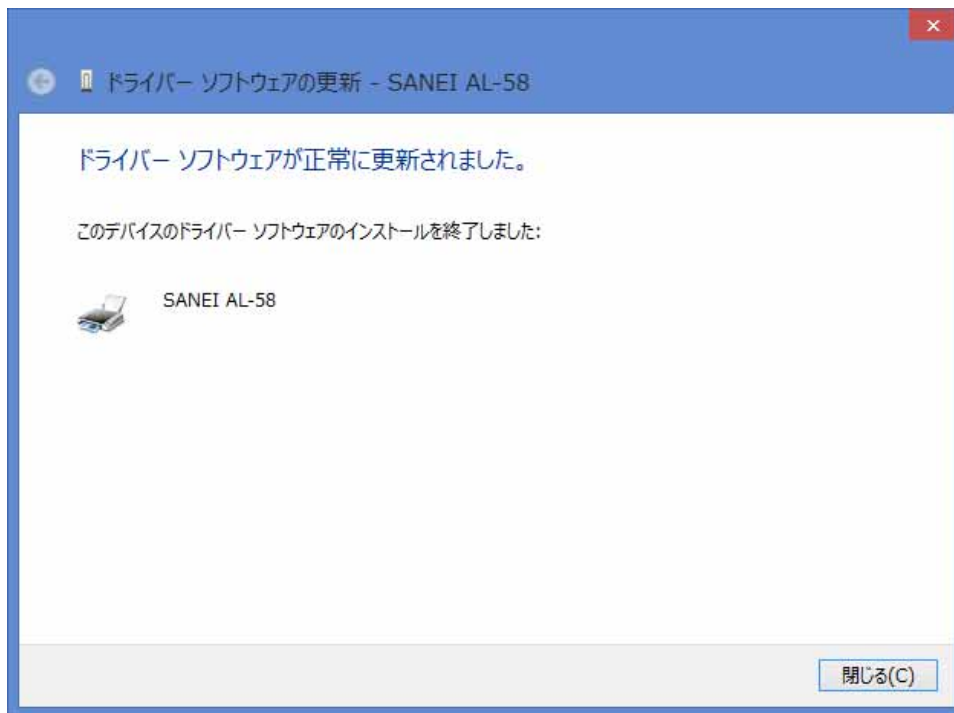 ドライバー ソフトウェアの更新 - SANEI AL-58
ドライバー ソフトウェアが正常に更新されました。
このデバイスのドライバー ソフトウェアのインストールを終了しました:
SANEI AL-58
閉じる(C)